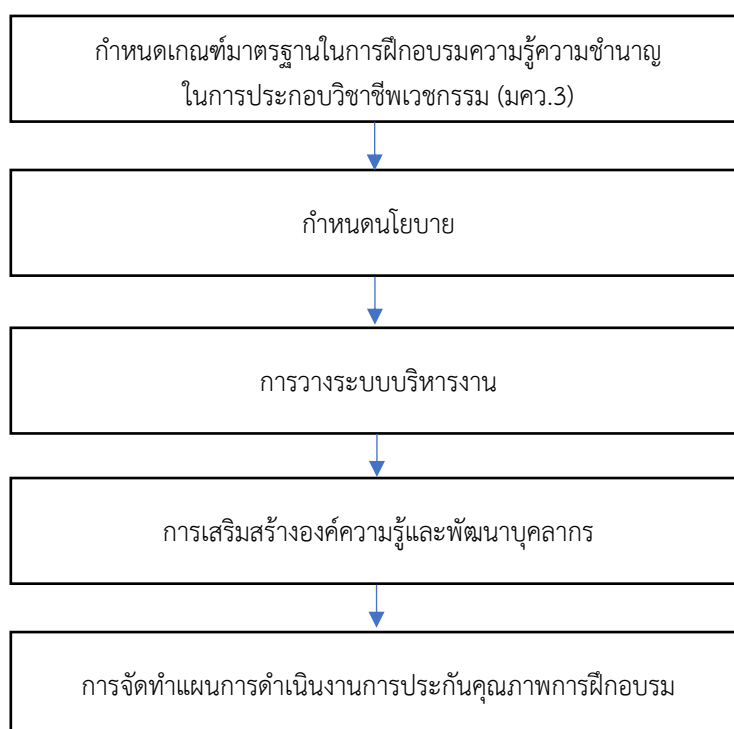 กำหนดเกณฑ์มาตรฐานในการฝึกอบรมความรู้ความชำนาญ
ในการประกอบวิชาชีพเวชกรรม (มคว.3)
กำหนดนโยบาย
การวางระบบบริหารงาน
การเสริมสร้างองค์ความรู้และพัฒนาบุคลากร
การจัดทำแผนการดำเนินงานการประกันคุณภาพการฝึกอบรม